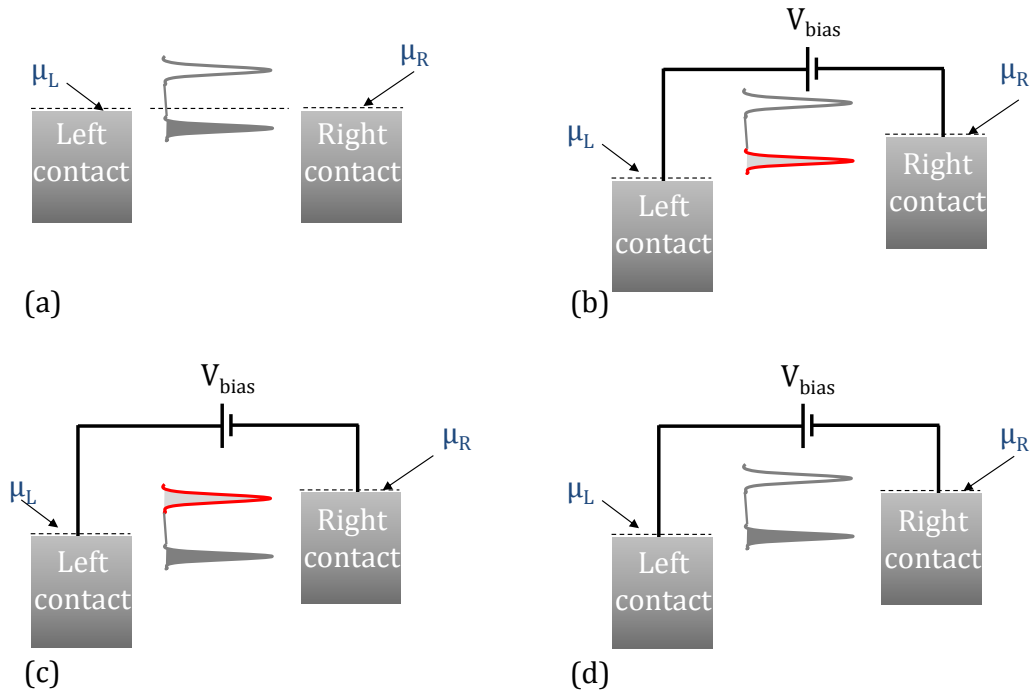 μL
μR
Left
contact
Right
contact
(a)
Vbias
μL
μR
Left
contact
Right
contact
(b)
Vbias
μL
μR
Left
contact
Right
contact
(c)
Vbias
μL
μR
Left
contact
Right
contact
(d)